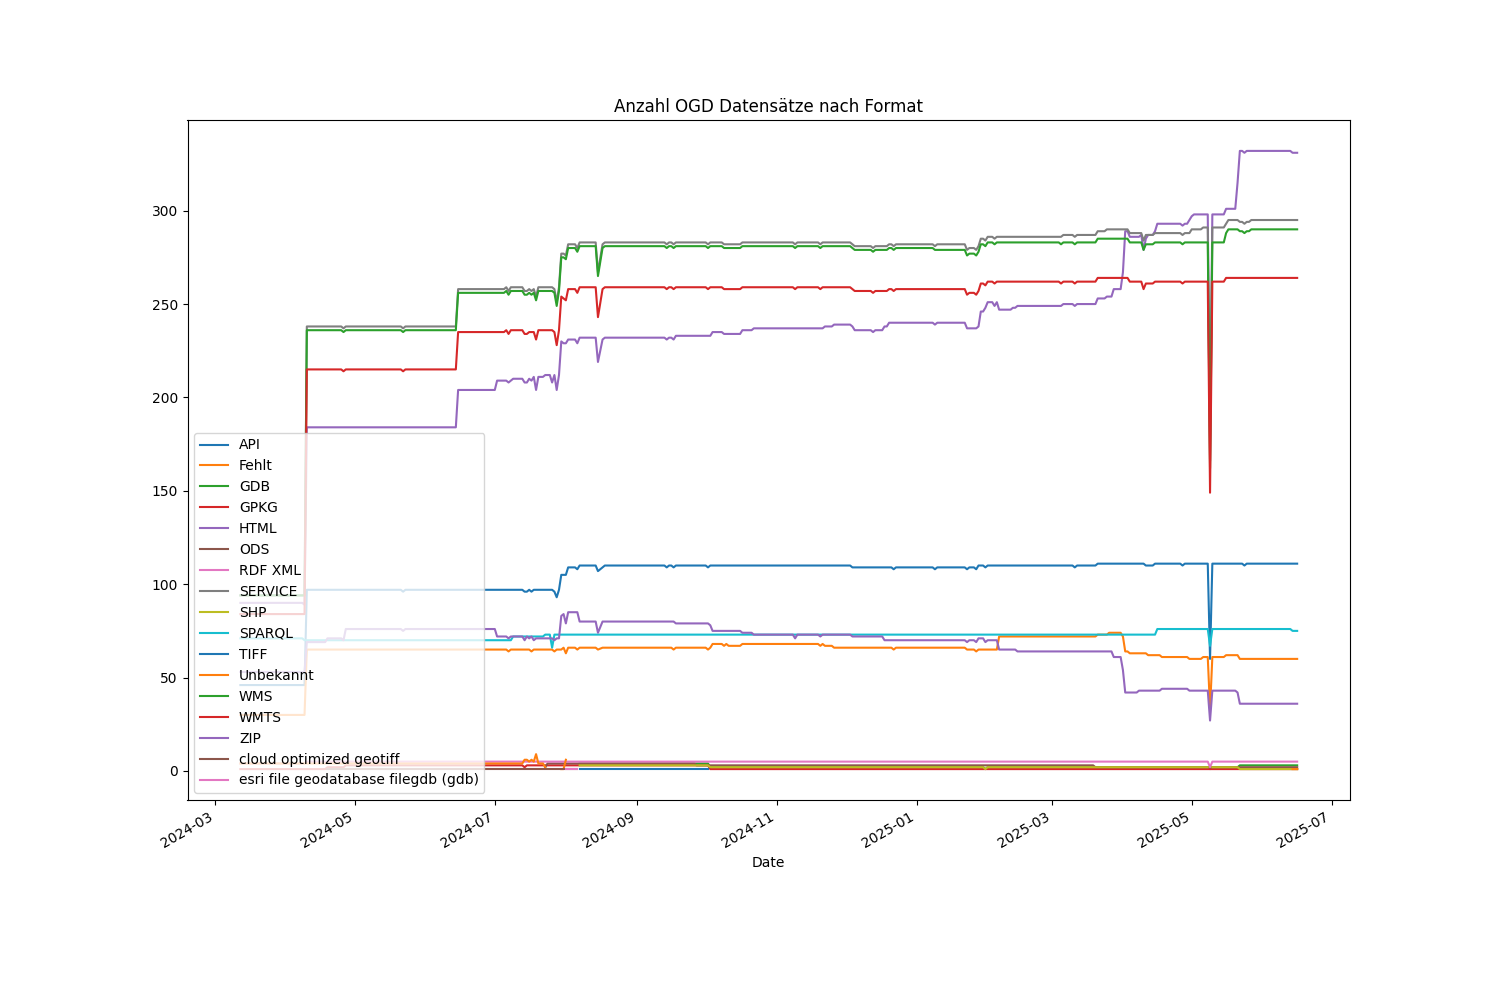 Anzahl OGD Datensätze nach Format
300
250
200
150
100
50
0
API
Fehlt
GDB
GPKG
HTML
ODS
RDF XML
SERVICE
SHP
SPARQL
TIFF
Unbekannt
WMS
WMTS
ZIP
cloud optimized geotiff
esri file geodatabase filegdb (gdb)
2024-03
2024-05
2024-07
2024-09
2024-11
2025-01
2025-03
2025-05
2025-07
Date